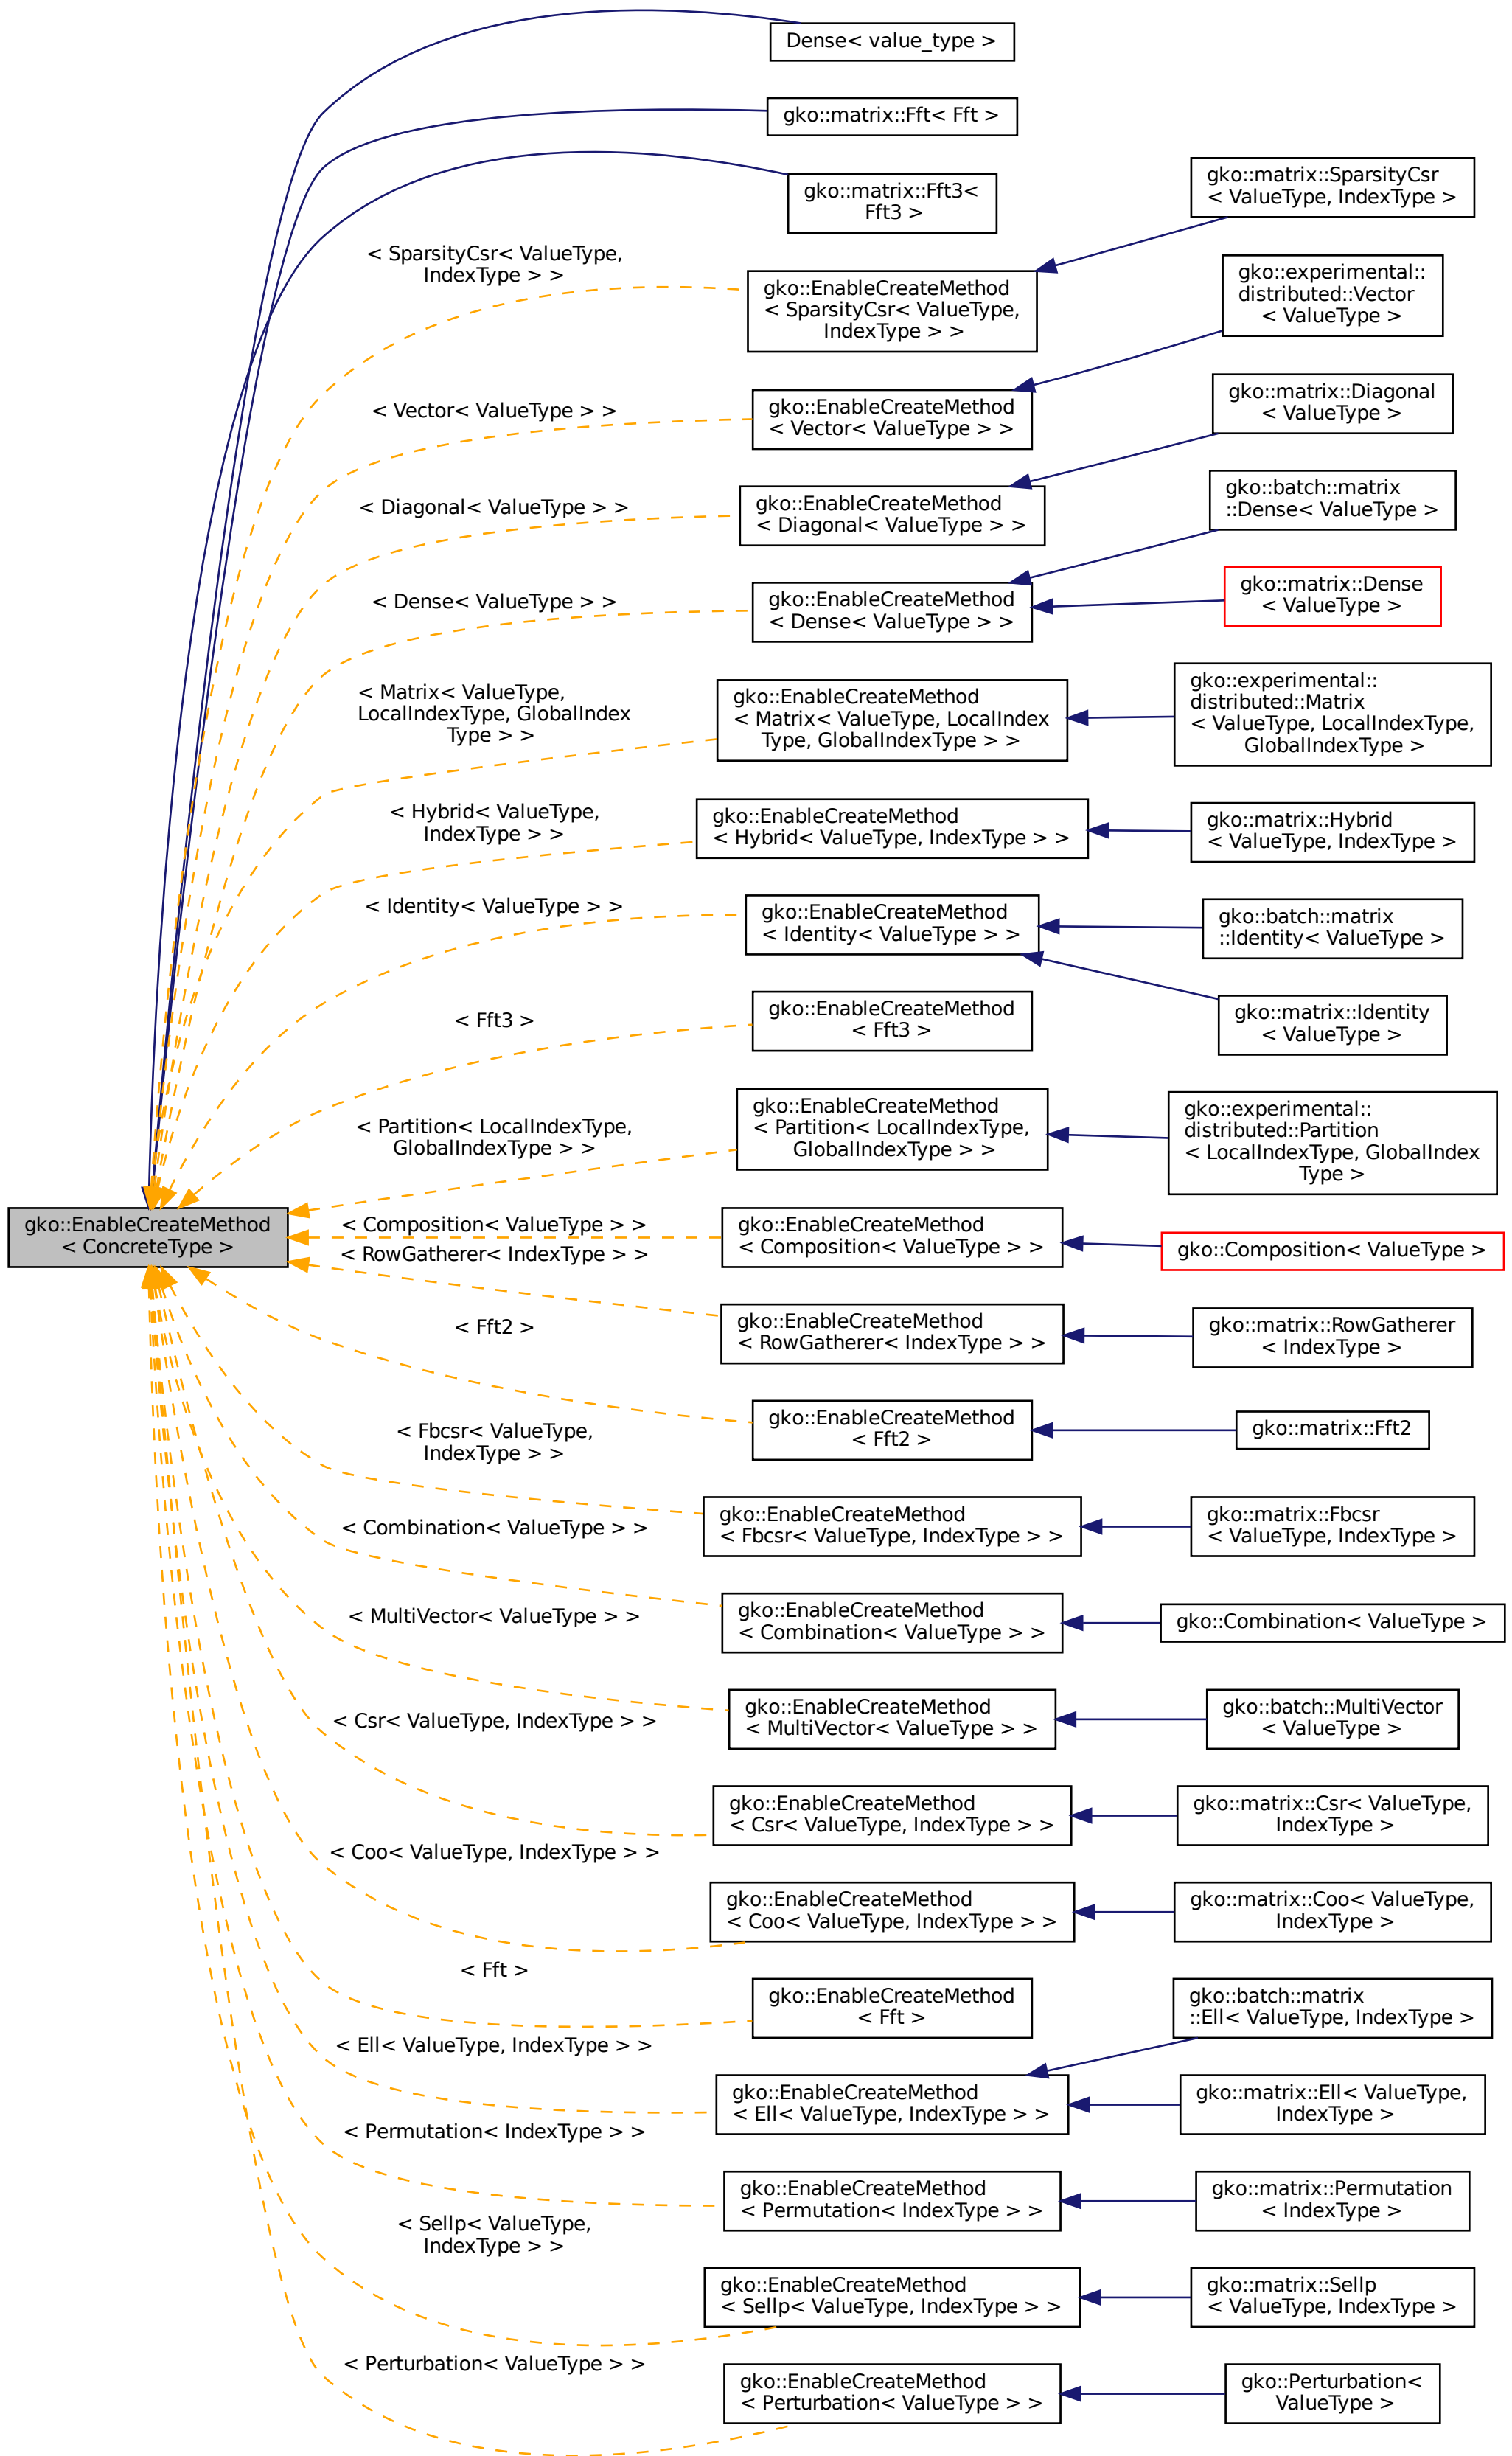 Dense< value_type >
gko::matrix::Fft< Fft >
gko::matrix::Fft3<
Fft3 >
gko::matrix::SparsityCsr
< ValueType, IndexType >
< SparsityCsr< ValueType,
IndexType > >
gko::EnableCreateMethod
< SparsityCsr< ValueType,
IndexType > >
gko::experimental::
distributed::Vector
< ValueType >
< Vector< ValueType > >
gko::EnableCreateMethod
< Vector< ValueType > >
gko::matrix::Diagonal
< ValueType >
< Diagonal< ValueType > >
gko::EnableCreateMethod
< Diagonal< ValueType > >
gko::batch::matrix
::Dense< ValueType >
< Dense< ValueType > >
gko::EnableCreateMethod
< Dense< ValueType > >
gko::matrix::Dense
< ValueType >
< Matrix< ValueType,
LocalIndexType, GlobalIndex
Type > >
gko::EnableCreateMethod
< Matrix< ValueType, LocalIndex
Type, GlobalIndexType > >
gko::experimental::
distributed::Matrix
< ValueType, LocalIndexType,
GlobalIndexType >
< Hybrid< ValueType,
IndexType > >
gko::EnableCreateMethod
< Hybrid< ValueType, IndexType > >
gko::matrix::Hybrid
< ValueType, IndexType >
< Identity< ValueType > >
gko::EnableCreateMethod
< Identity< ValueType > >
gko::batch::matrix
::Identity< ValueType >
gko::matrix::Identity
< ValueType >
< Fft3 >
gko::EnableCreateMethod
< Fft3 >
< Partition< LocalIndexType,
GlobalIndexType > >
gko::EnableCreateMethod
< Partition< LocalIndexType,
GlobalIndexType > >
gko::experimental::
distributed::Partition
< LocalIndexType, GlobalIndex
Type >
gko::EnableCreateMethod
< ConcreteType >
< Composition< ValueType > >
gko::EnableCreateMethod
< Composition< ValueType > >
gko::Composition< ValueType >
< RowGatherer< IndexType > >
gko::EnableCreateMethod
< RowGatherer< IndexType > >
gko::matrix::RowGatherer
< IndexType >
< Fft2 >
gko::EnableCreateMethod
< Fft2 >
gko::matrix::Fft2
< Fbcsr< ValueType,
IndexType > >
gko::EnableCreateMethod
< Fbcsr< ValueType, IndexType > >
gko::matrix::Fbcsr
< ValueType, IndexType >
< Combination< ValueType > >
gko::EnableCreateMethod
< Combination< ValueType > >
gko::Combination< ValueType >
< MultiVector< ValueType > >
gko::EnableCreateMethod
< MultiVector< ValueType > >
gko::batch::MultiVector
< ValueType >
< Csr< ValueType, IndexType > >
gko::EnableCreateMethod
< Csr< ValueType, IndexType > >
gko::matrix::Csr< ValueType,
IndexType >
< Coo< ValueType, IndexType > >
gko::EnableCreateMethod
< Coo< ValueType, IndexType > >
gko::matrix::Coo< ValueType,
IndexType >
< Fft >
gko::EnableCreateMethod
< Fft >
gko::batch::matrix
::Ell< ValueType, IndexType >
< Ell< ValueType, IndexType > >
gko::EnableCreateMethod
< Ell< ValueType, IndexType > >
gko::matrix::Ell< ValueType,
IndexType >
< Permutation< IndexType > >
gko::EnableCreateMethod
< Permutation< IndexType > >
gko::matrix::Permutation
< IndexType >
< Sellp< ValueType,
IndexType > >
gko::EnableCreateMethod
< Sellp< ValueType, IndexType > >
gko::matrix::Sellp
< ValueType, IndexType >
< Perturbation< ValueType > >
gko::EnableCreateMethod
< Perturbation< ValueType > >
gko::Perturbation<
ValueType >